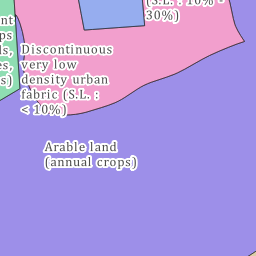 (S.L. : 10% -
30%)
Discontinuous
very low
density urban
fabric (S.L. :
< 10%)
Arable land
(annual crops)